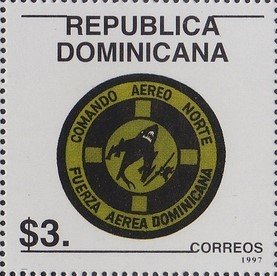 REPUBLICA
DOMINICANA
COMANDO AEREO NORTE
FUERZA AEREA DOMINICANA
$3.
CORREOS
1997